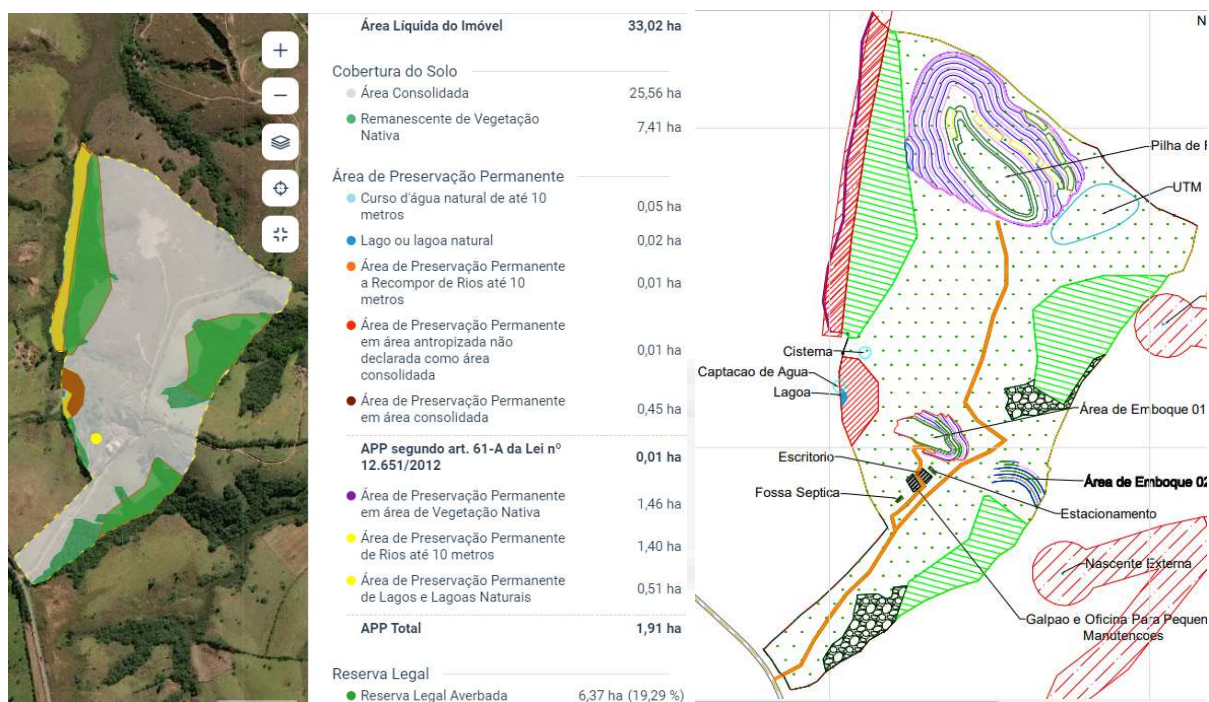 Área Líquida do Imóvel 33,02 ha
Cobertura do Solo
Área Consolidada 25,56 ha
Remanescente de Vegetação
Nativa 7,41 ha
Área de Preservação Permanente
Curso d'água natural de até 10
metros 0,05 ha
Lago ou lagoa natural 0,02 ha
Área de Preservação Permanente
a Recompor de Rios até 10
metros 0,01 ha
Área de Preservação Permanente
em área antropizada não
declarada como área
consolidada 0,01 ha
Área de Preservação Permanente
em área consolidada 0,45 ha
APP segundo art. 61-A da Lei nº
12.651/2012 0,01 ha
Área de Preservação Permanente
em área de Vegetação Nativa 1,46 ha
Área de Preservação Permanente
de Rios até 10 metros 1,40 ha
Área de Preservação Permanente
de Lagos e Lagoas Naturais 0,51 ha
APP Total 1,91 ha
Reserva Legal
Reserva Legal Averbada 6,37 ha (19,29 %)
N
Pilha de
UTM
Cisterna
Captacao de Agua
Lagoa
Área de Emboque 01
Escritorio
Área de Emboque 02
Fossa Septica
Estacionamento
Nascente Externa
Galpao e Oficina Para Pequen
Manutencoes